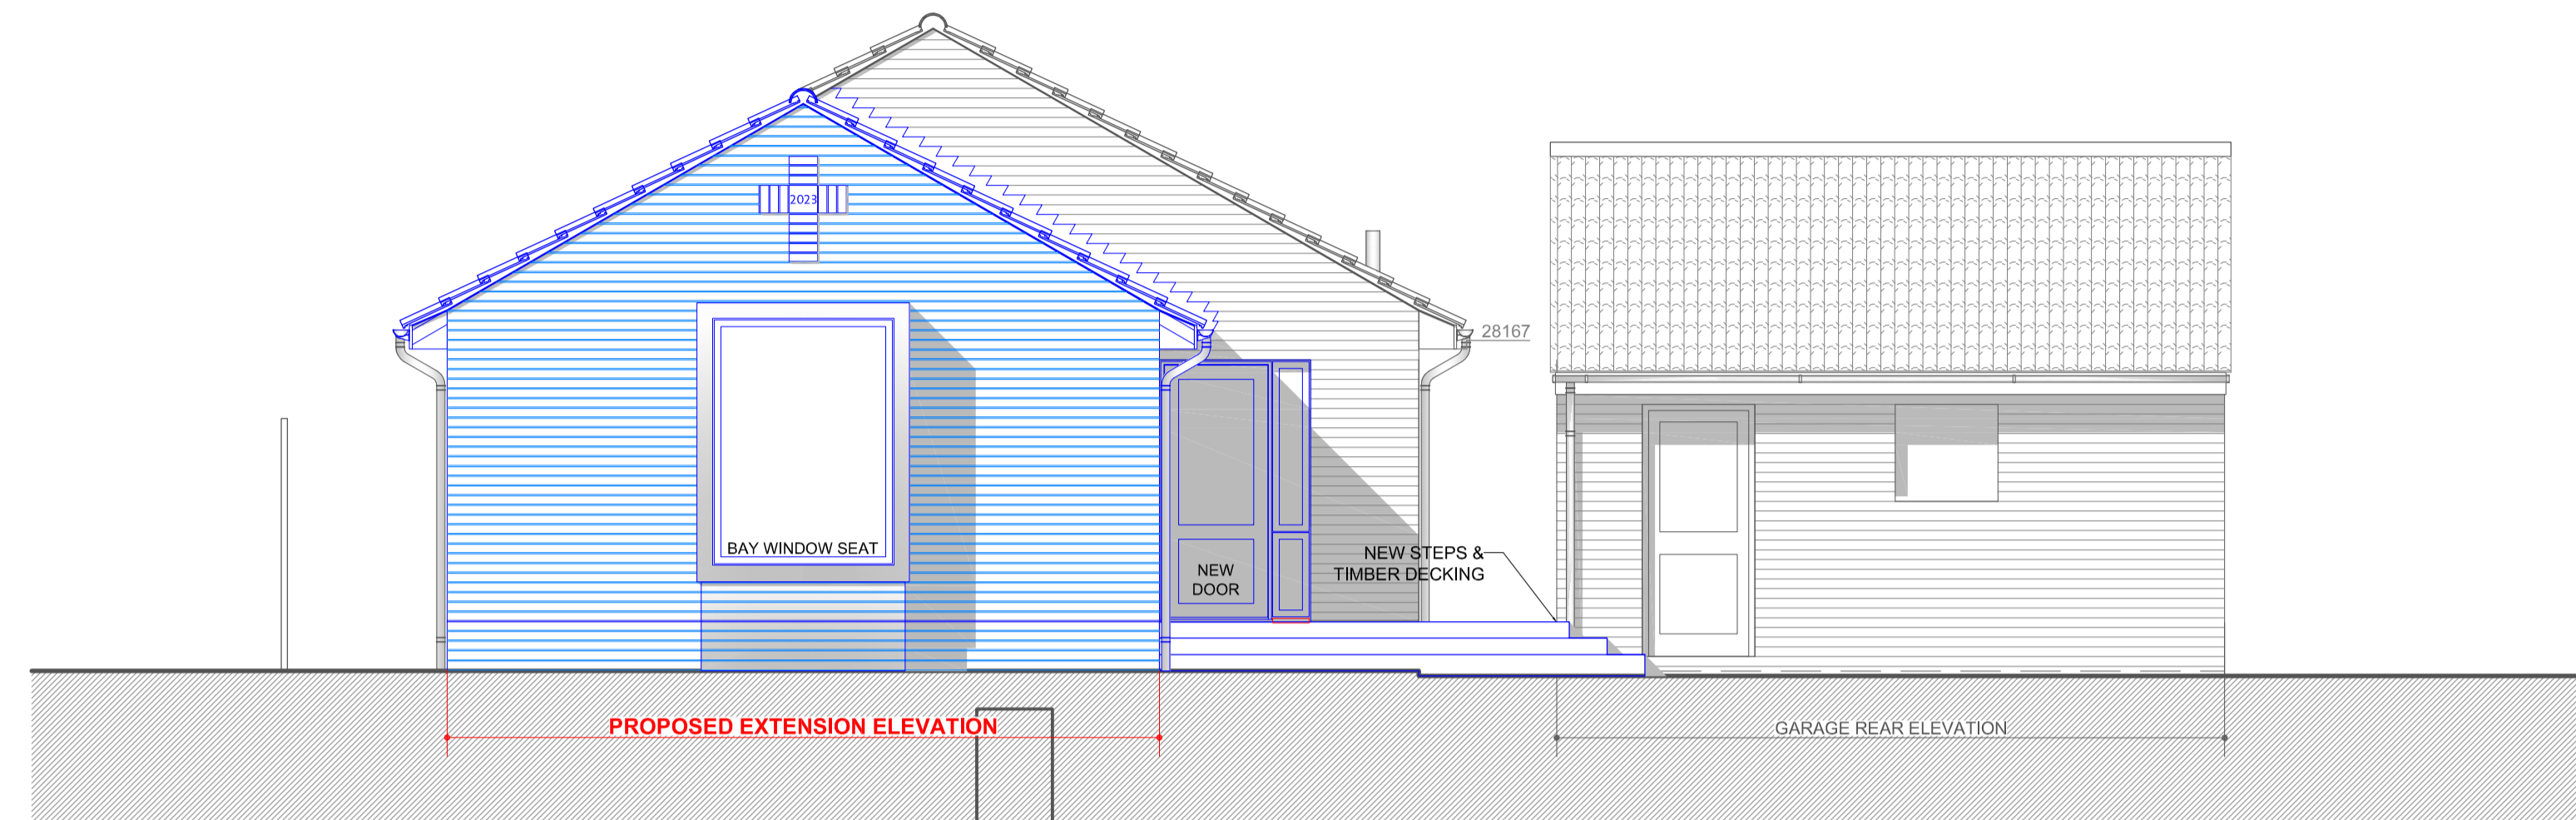 2023
28167
BAY WINDOW SEAT
NEW
DOOR
NEW STEPS &
TIMBER DECKING
PROPOSED EXTENSION ELEVATION
GARAGE REAR ELEVATION